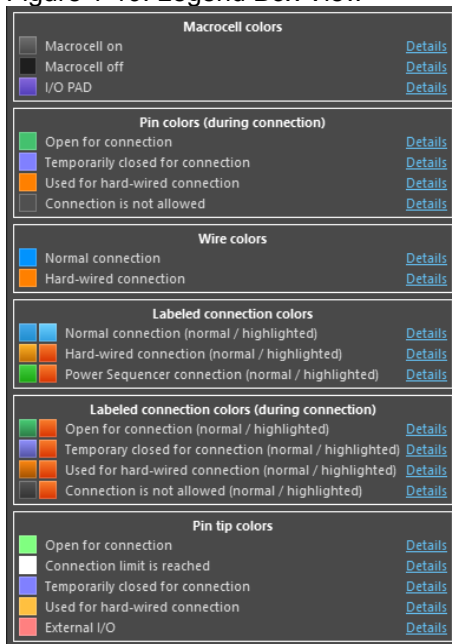 Macrocell colors
Macrocell on Details
Macrocell off Details
I/O PAD Details
Pin colors (during connection)
Open for connection Details
Temporarily closed for connection Details
Used for hard-wired connection Details
Connection is not allowed Details
Wire colors
Normal connection Details
Hard-wired connection Details
Labeled connection colors
Normal connection (normal / highlighted) Details
Hard-wired connection (normal / highlighted) Details
Power Sequencer connection (normal / highlighted) Details
Labeled connection colors (during connection)
Open for connection (normal / highlighted) Details
Temporary closed for connection (normal / highlighted) Details
Used for hard-wired connection (normal / highlighted) Details
Connection is not allowed (normal / highlighted) Details
Pin tip colors
Open for connection Details
Connection limit is reached Details
Temporarily closed for connection Details
Used for hard-wired connection Details
External I/O Details